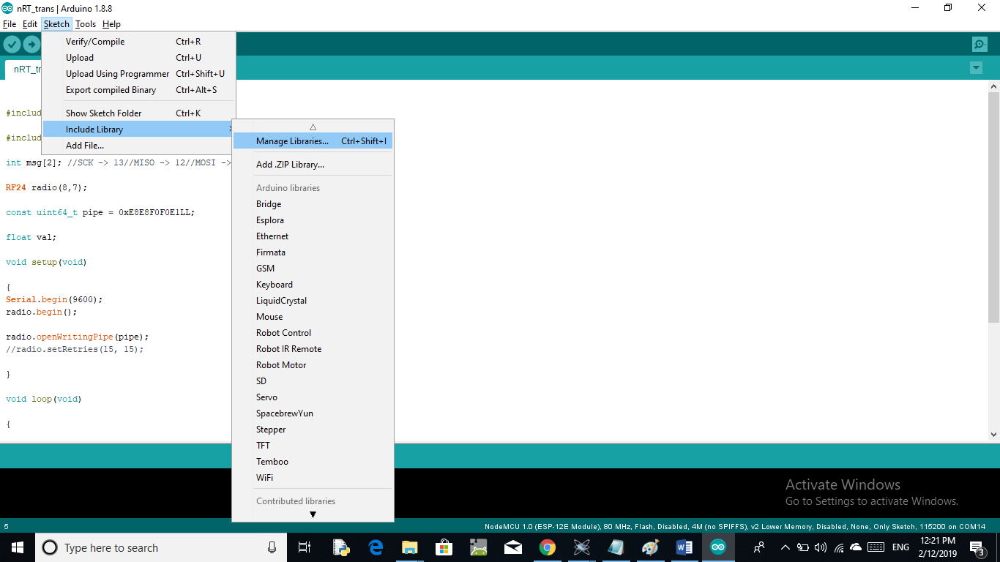 nRT_trans | Arduino 1.8.8
File Edit Sketch Tools Help
Verify/Compile Ctrl+R
Upload Ctrl+U
Upload Using Programmer Ctrl+Shift+U
Export compiled Binary Ctrl+Alt+S
Show Sketch Folder Ctrl+K
Include Library
Add File...
Manage Libraries... Ctrl+Shift+I
Add .ZIP Library...
Arduino libraries
Bridge
Esplora
Ethernet
Firmata
GSM
Keyboard
LiquidCrystal
Mouse
Robot Control
Robot IR Remote
Robot Motor
SD
Servo
SpacebrewYun
Stepper
TFT
Temboo
WiFi
Contributed libraries
nRT_tr
#includ
#includ
int msg[2]; //SCK -> 13//MISO -> 12//MOSI ->
RF24 radio(8,7);
const uint64_t pipe = 0xE8E8F0F0E1LL;
float val;
void setup(void)
{
Serial.begin(9600);
radio.begin();
radio.openWritingPipe(pipe);
//radio.setRetries(15, 15);
}
void loop(void)
{
Activate Windows
Go to Settings to activate Windows.
5 NodeMCU 1.0 (ESP-12E Module), 80 MHz, Flash, Disabled, 4M (no SPIFFS), v2 Lower Memory, Disabled, None, Only Sketch, 115200 on COM14
Type here to search
ENG
12:21 PM
2/12/2019
3